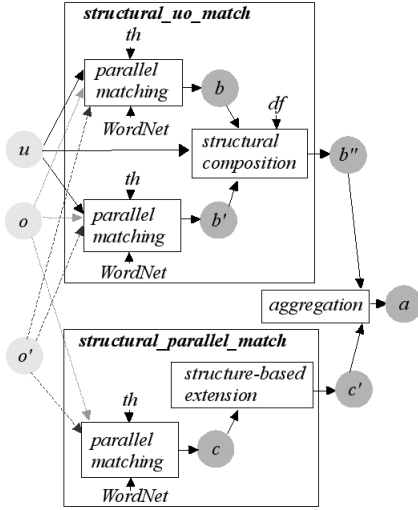 structural_uo_match
th
parallel
matching
b
WordNet
df
u
structural
composition
b''
th
o
parallel
matching
b'
WordNet
aggregation
a
structural_parallel_match
o'
structure-based
extension
c'
th
parallel
matching
c
WordNet